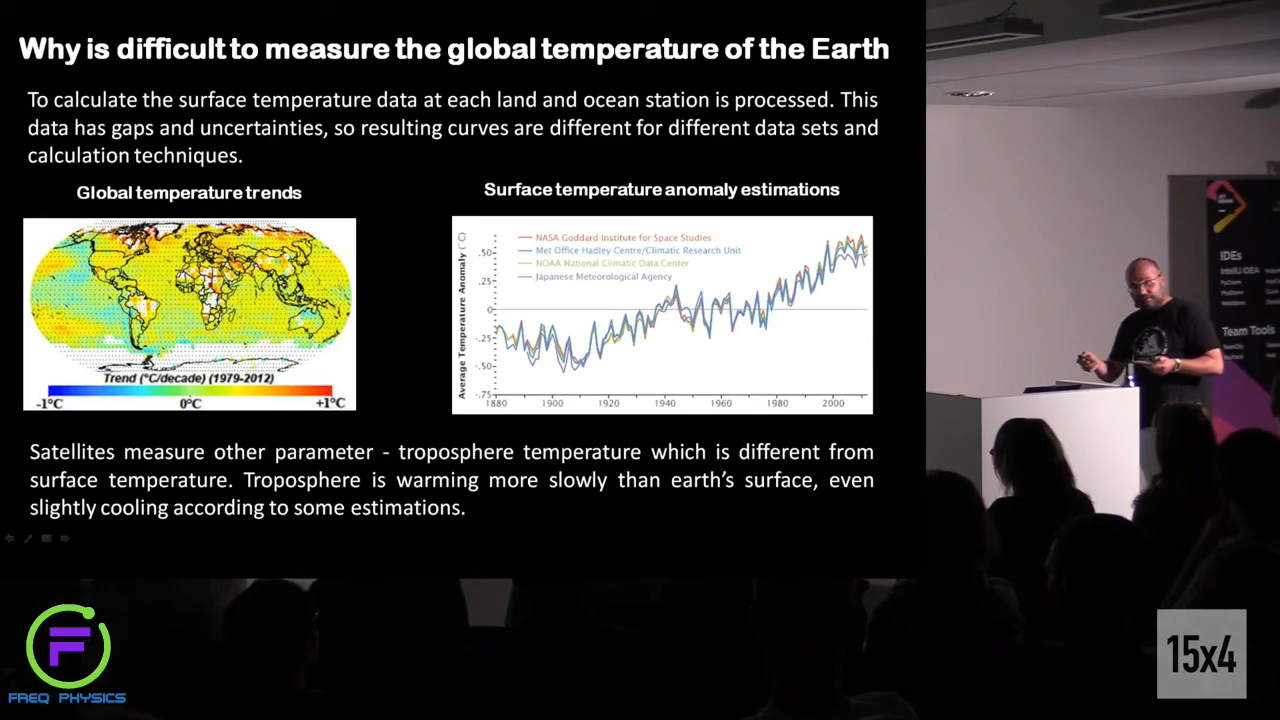 Why is difficult to measure the global temperature of the Earth
To calculate the surface temperature data at each land and ocean station is processed. This
data has gaps and uncertainties, so resulting curves are different for different data sets and
calculation techniques.
Global temperature trends
Surface temperature anomaly estimations
Trend (°C/decade) (1979-2012)
-1°C 0°C +1°C
Average Temperature Anomaly (°C)
NASA Goddard Institute for Space Studies
Met Office Hadley Centre/Climatic Research Unit
NOAA National Climatic Data Center
Japanese Meteorological Agency
.50
.25
0
-.25
-.50
-.75
1880 1900 1920 1940 1960 1980 2000
Satellites measure other parameter - troposphere temperature which is different from
surface temperature. Troposphere is warming more slowly than earth's surface, even
slightly cooling according to some estimations.
IDEs
IntelliJ IDEA
PyCharm
Team Tools
F
FREQ PHYSICS
15x4